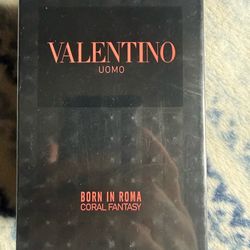 VALENTINO
UOMO
BORN IN ROMA
CORAL FANTASY